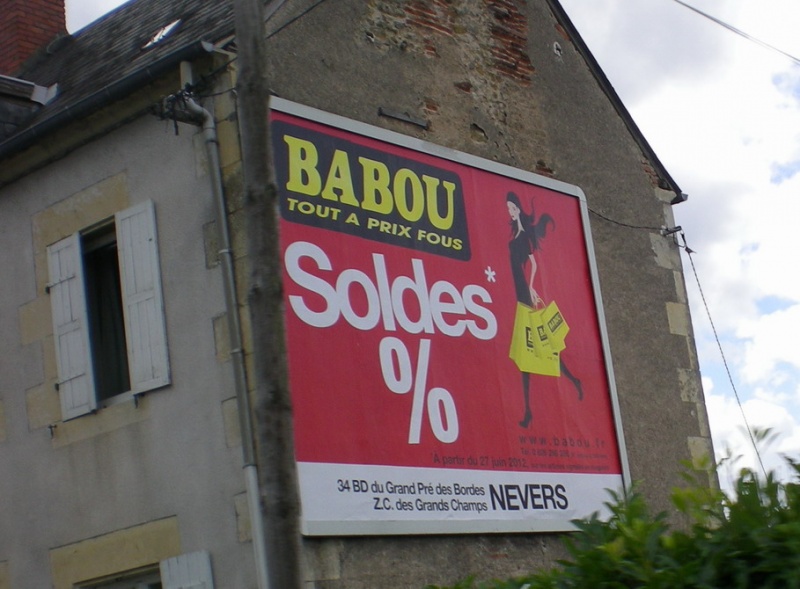 BABOU
TOUT A PRIX FOUS
Soldes*
%
BABOU
www.babou.fr
A partir du 27 juin 2012,
34 BD du Grand Pré des Bordes
Z.C. des Grands Champs
NEVERS